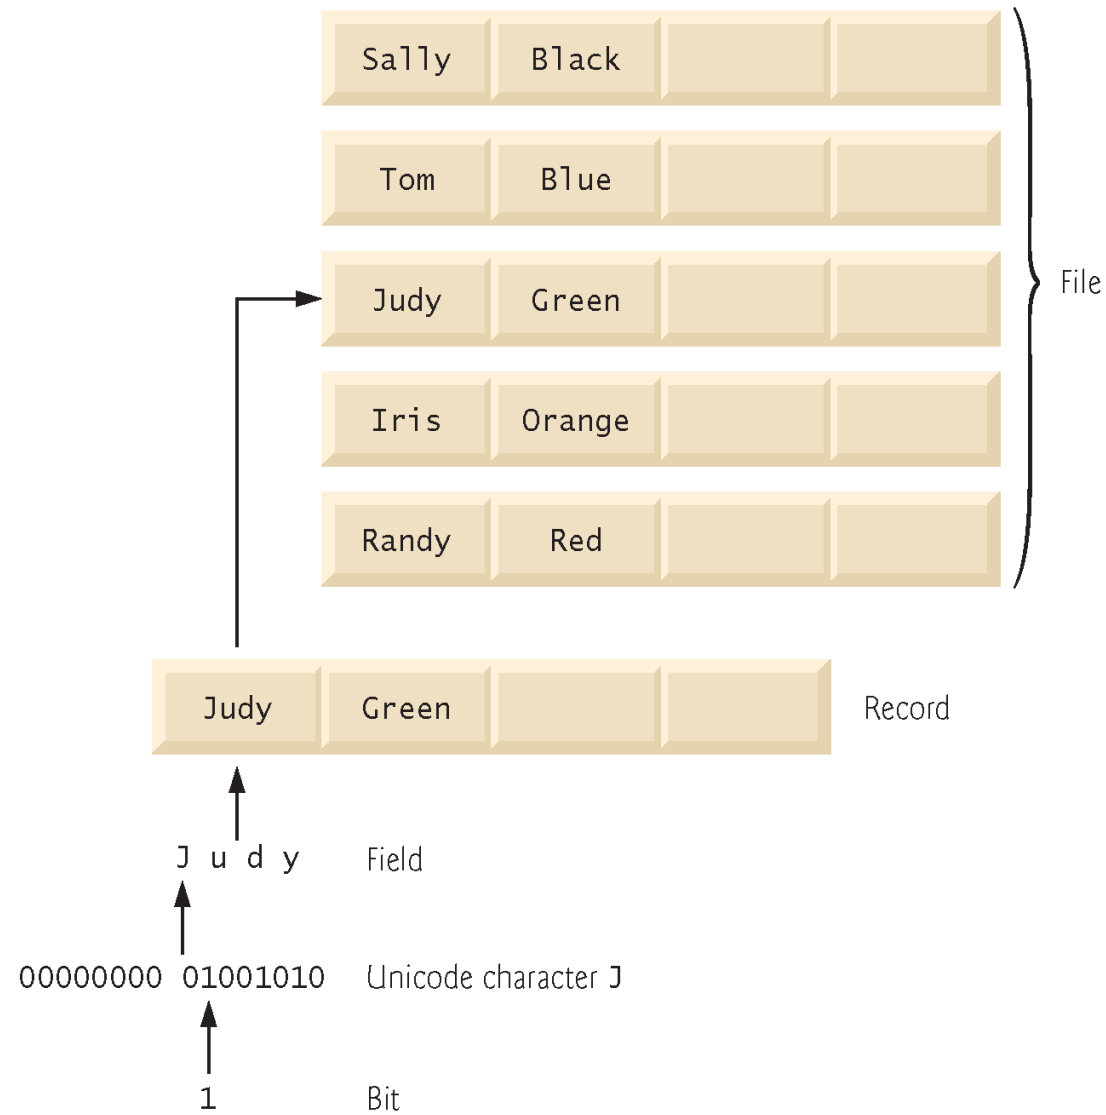 Sally Black
Tom Blue
Judy Green
File
Iris Orange
Randy Red
Judy Green Record
J u d y Field
00000000 01001010 Unicode character J
1 Bit